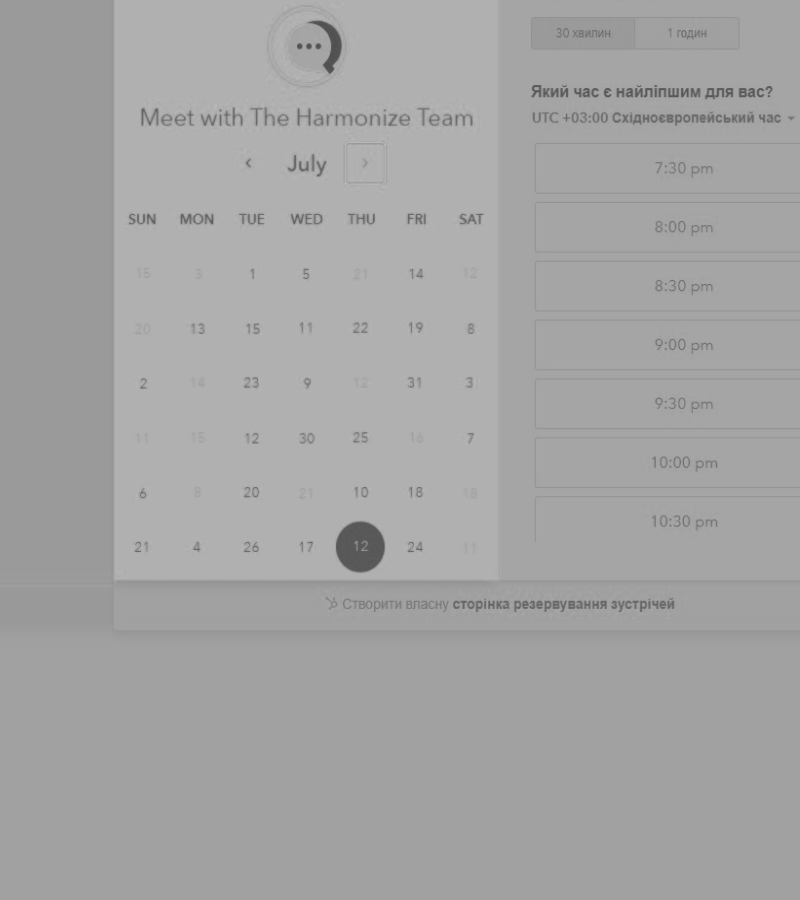 Meet with The Harmonize Team
July
SUN MON TUE WED THU FRI SAT
15 3 1 5 21 14 12
20 13 15 11 22 19 8
2 14 23 9 12 31 3
11 15 12 30 25 16 7
6 8 20 21 10 18 18
21 4 26 17 12 24 11
30 хвилин 1 годин
Який час є найліпшим для вас?
UTC +03:00 Східноєвропейський час
7:30 pm
8:00 pm
8:30 pm
9:00 pm
9:30 pm
10:00 pm
10:30 pm
Створити власну сторінка резервування зустрічей